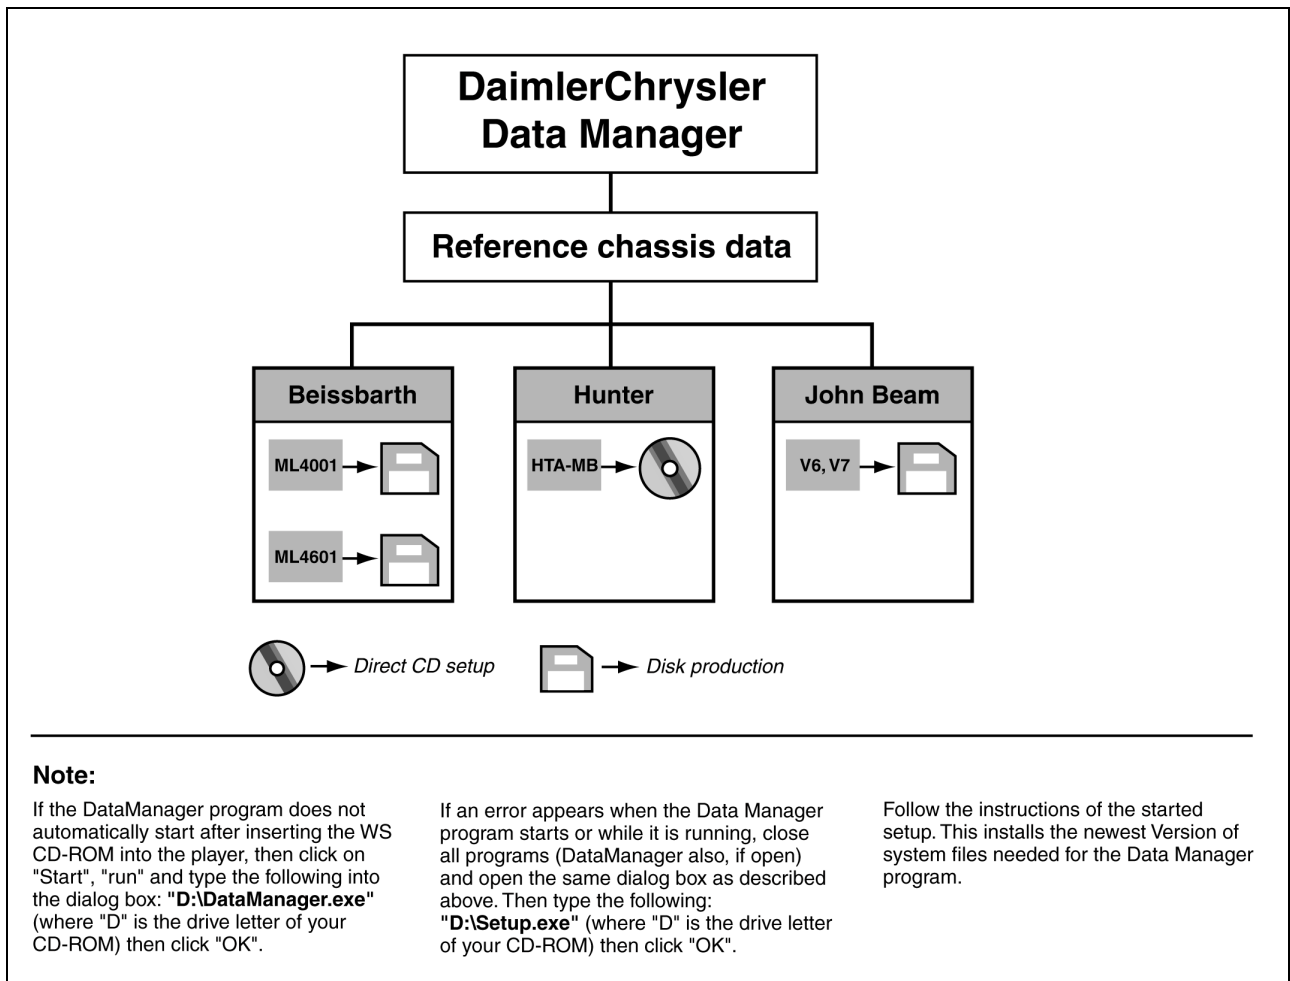 DaimlerChrysler
Data Manager
Reference chassis data
Beissbarth
ML4001
ML4601
Hunter
HTA-MB
John Beam
V6, V7
Direct CD setup
Disk production
Note:
If the DataManager program does not
automatically start after inserting the WS
CD-ROM into the player, then click on
"Start", "run" and type the following into
the dialog box: "D:\DataManager.exe"
(where "D" is the drive letter of your
CD-ROM) then click "OK".
If an error appears when the Data Manager
program starts or while it is running, close
all programs (DataManager also, if open)
and open the same dialog box as described
above. Then type the following:
"D:\Setup.exe" (where "D" is the drive letter
of your CD-ROM) then click "OK".
Follow the instructions of the started
setup. This installs the newest Version of
system files needed for the Data Manager
program.